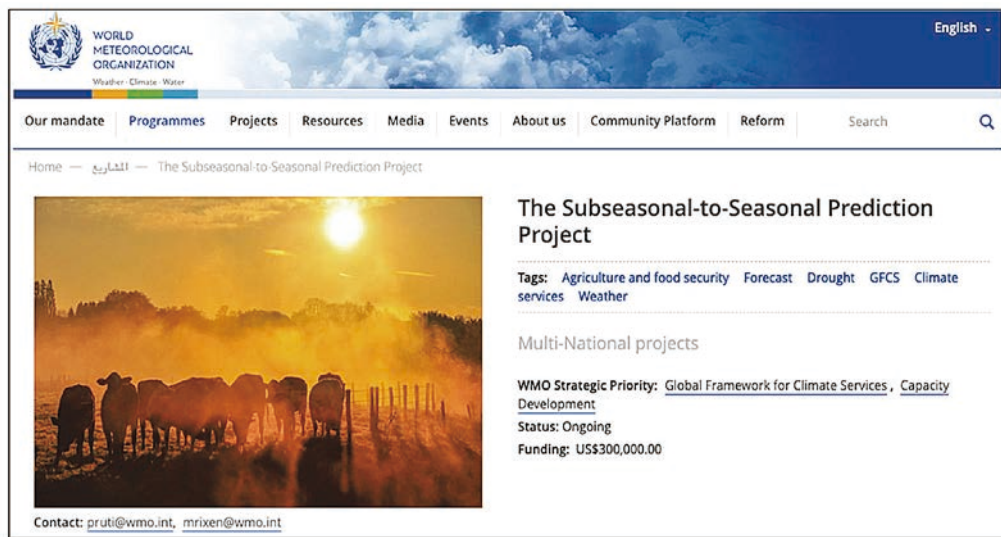 English
WORLD
METEOROLOGICAL
ORGANIZATION
Weather · Climate · Water
Our mandate Programmes Projects Resources Media Events About us Community Platform Reform Search
Home — المشاريع — The Subseasonal-to-Seasonal Prediction Project
The Subseasonal-to-Seasonal Prediction
Project
Tags: Agriculture and food security Forecast Drought GFCS Climate
services Weather
Multi-National projects
WMO Strategic Priority: Global Framework for Climate Services , Capacity
Development
Status: Ongoing
Funding: US$300,000.00
Contact: pruti@wmo.int, mrixen@wmo.int